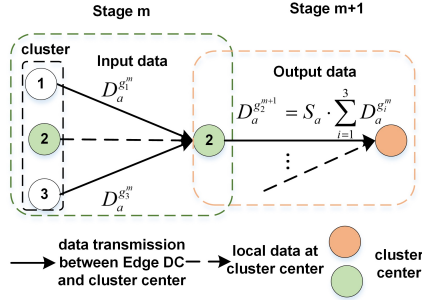 Stage m
Stage m+1
cluster
Input data
Output data
1
D_a^{g_1^m}
2
2
D_a^{g_2^{m+1}} = S_a · \sum_{i=1}^{3} D_a^{g_i^m}
...
3
D_a^{g_3^m}
data transmission
between Edge DC
and cluster center
local data at
cluster center
cluster
center